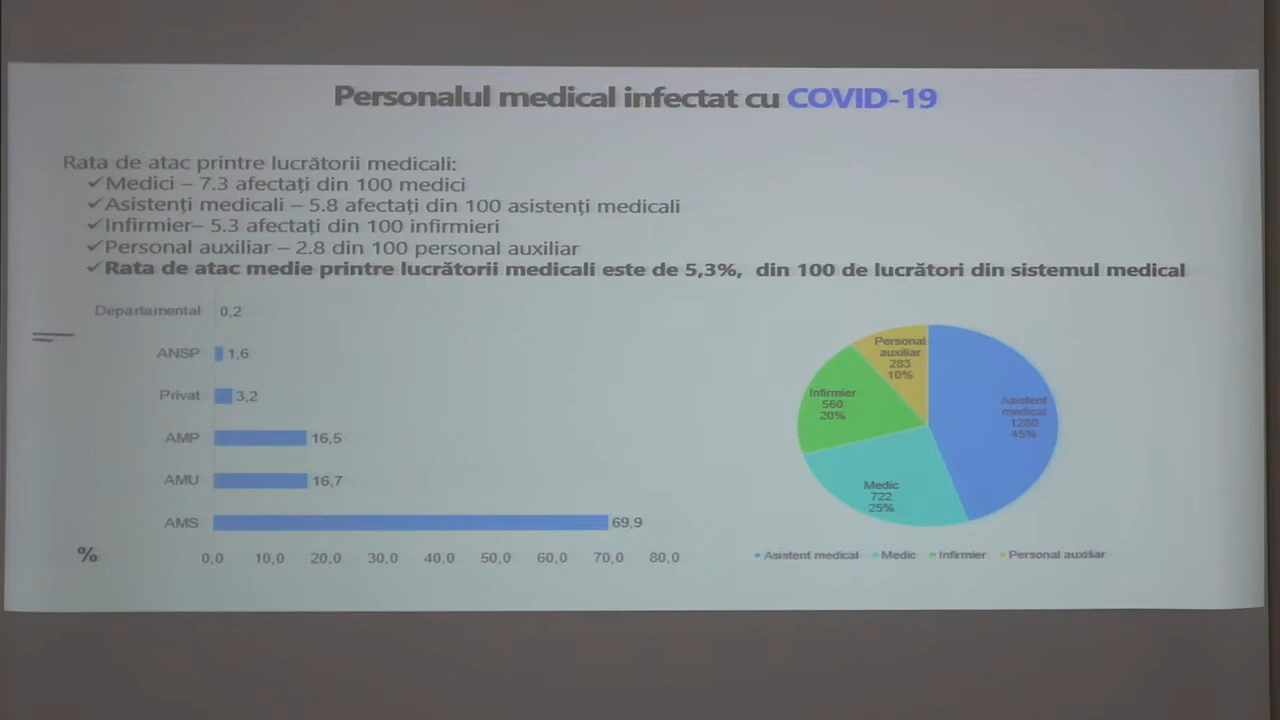 Personalul medical infectat cu COVID-19
Rata de atac printre lucrătorii medicali:
✓Medici – 7.3 afectați din 100 medici
✓Asistenți medicali – 5.8 afectați din 100 asistenți medicali
✓Infirmier– 5.3 afectați din 100 infirmieri
✓Personal auxiliar – 2.8 din 100 personal auxiliar
✓Rata de atac medie printre lucrătorii medicali este de 5,3%, din 100 de lucrători din sistemul medical
Departamental 0,2
ANSP 1,6
Privat 3,2
AMP 16,5
AMU 16,7
AMS 69,9
% 0,0 10,0 20,0 30,0 40,0 50,0 60,0 70,0 80,0
Personal
auxiliar
283
10%
Infirmier
560
20%
Asistent
medical
1280
45%
Medic
722
25%
Asistent medical Medic Infirmier Personal auxiliar